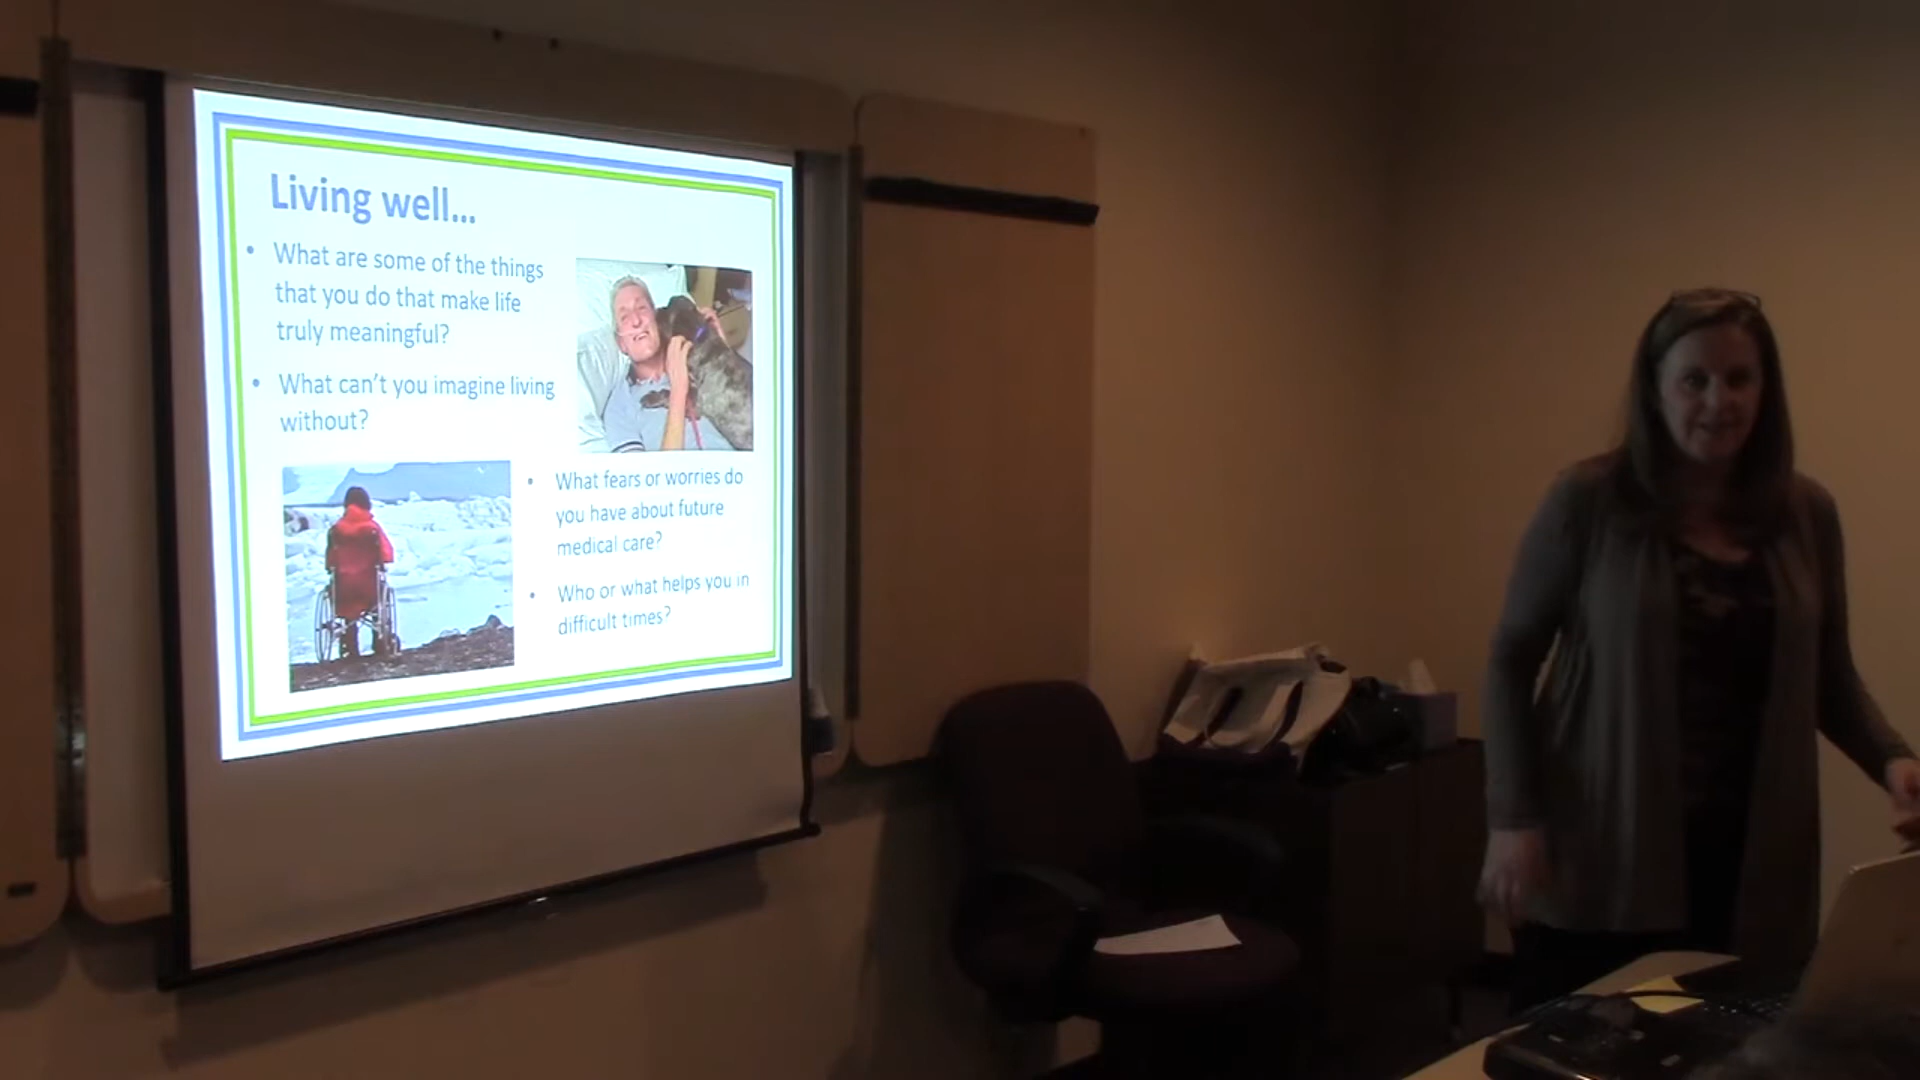 Living well...
• What are some of the things
that you do that make life
truly meaningful?
• What can't you imagine living
without?
• What fears or worries do
you have about future
medical care?
• Who or what helps you in
difficult times?